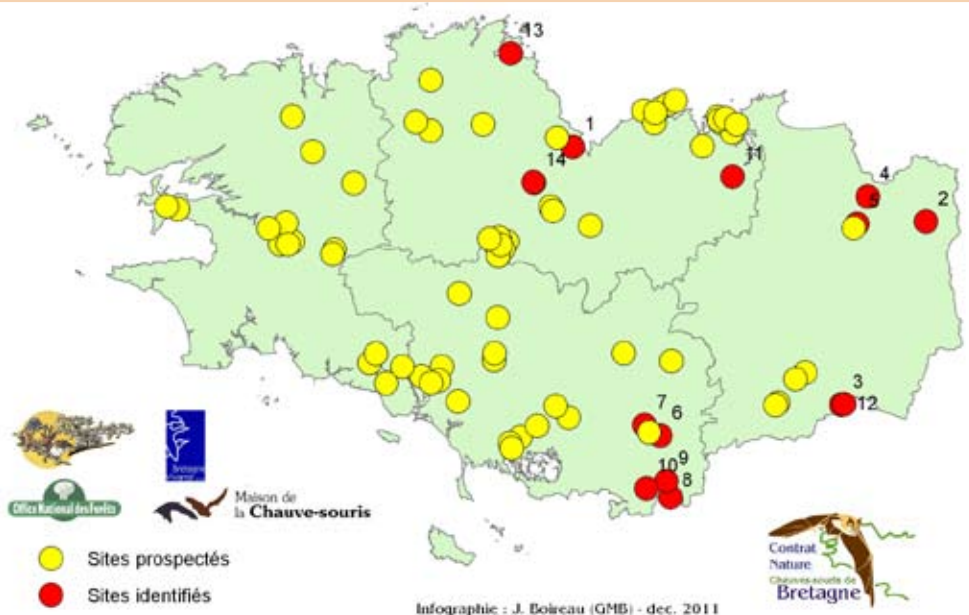 13
1
14
11
4
5
2
3
12
7
6
9
10
8
Bretagne
Office National des Forêts
Maison de
la Chauve-souris
Sites prospectés
Sites identifiés
Contrat
Nature
Chauves-souris de
Bretagne
Infographie : J. Boireau (GMB) - dec. 2011